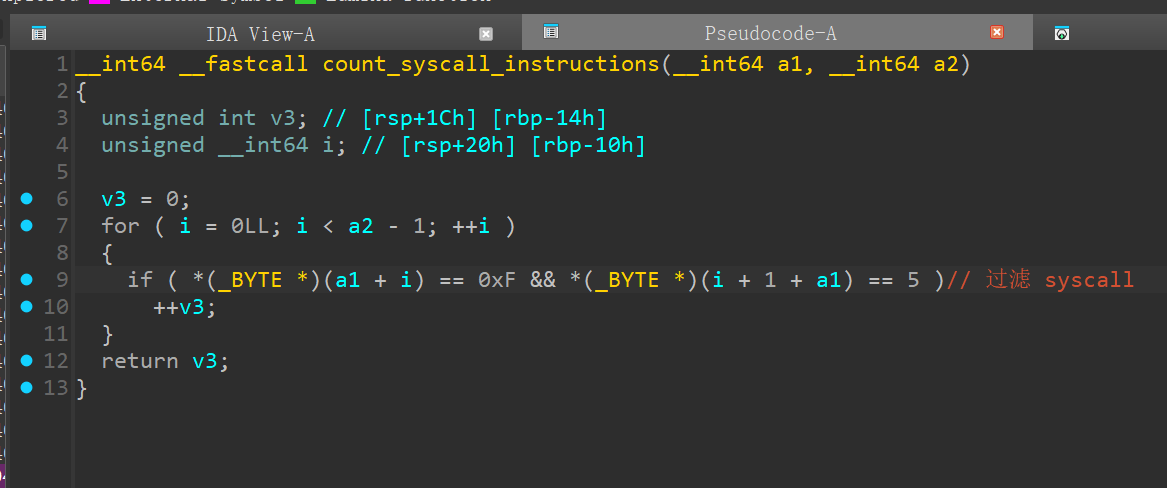 IDA View-A
Pseudocode-A
1 __int64 __fastcall count_syscall_instructions(__int64 a1, __int64 a2)
2 {
3 unsigned int v3; // [rsp+1Ch] [rbp-14h]
4 unsigned __int64 i; // [rsp+20h] [rbp-10h]
5
6 v3 = 0;
7 for ( i = 0LL; i < a2 - 1; ++i )
8 {
9 if ( *(_BYTE *)(a1 + i) == 0xF && *(_BYTE *)(i + 1 + a1) == 5 )// 过滤 syscall
10 ++v3;
11 }
12 return v3;
13 }